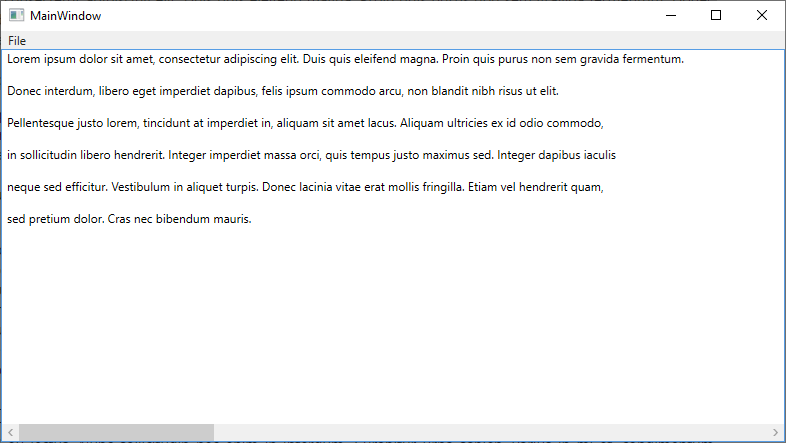 MainWindow
File
Lorem ipsum dolor sit amet, consectetur adipiscing elit. Duis quis eleifend magna. Proin quis purus non sem gravida fermentum.
Donec interdum, libero eget imperdiet dapibus, felis ipsum commodo arcu, non blandit nibh risus ut elit.
Pellentesque justo lorem, tincidunt at imperdiet in, aliquam sit amet lacus. Aliquam ultricies ex id odio commodo,
in sollicitudin libero hendrerit. Integer imperdiet massa orci, quis tempus justo maximus sed. Integer dapibus iaculis
neque sed efficitur. Vestibulum in aliquet turpis. Donec lacinia vitae erat mollis fringilla. Etiam vel hendrerit quam,
sed pretium dolor. Cras nec bibendum mauris.